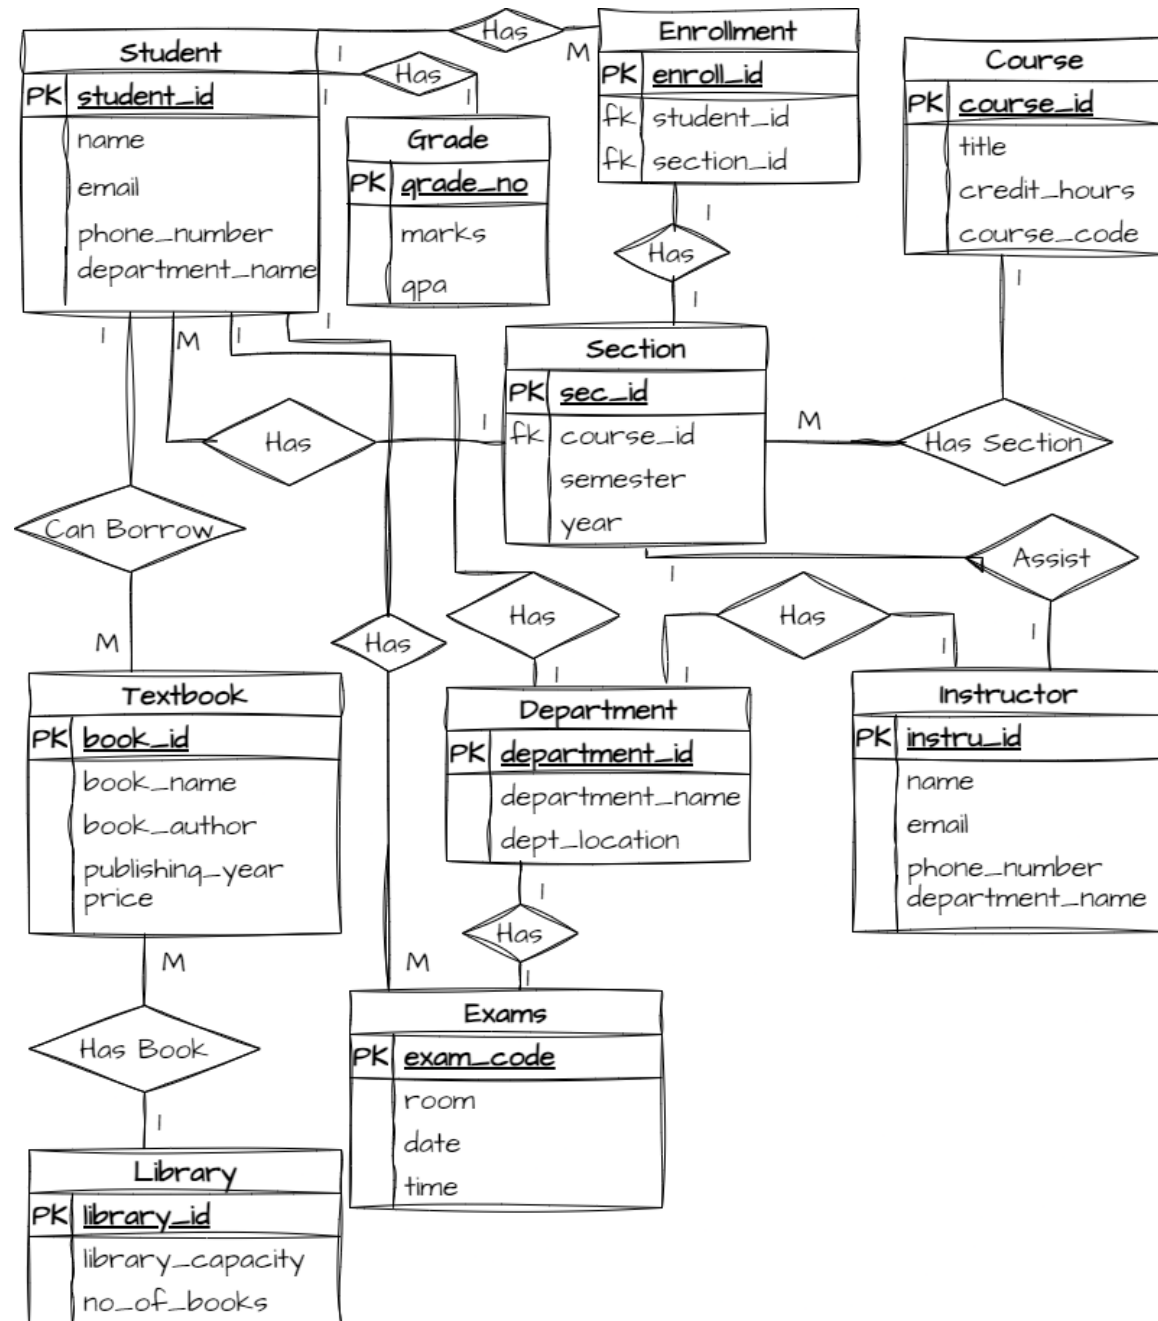 Has
Enrollment
PK enroll_id
fk student_id
fk section_id
Student
PK student_id
name
email
phone_number
department_name
I
M
Has
I
I
Course
PK course_id
title
credit_hours
course_code
Grade
PK grade_no
marks
gpa
I
Has
I
I
I
M
I
I
Section
PK sec_id
fk course_id
semester
year
Has
I
M
Has Section
Can Borrow
M
Assist
I
I
Has
Has
Has
I
I
I
Textbook
PK book_id
book_name
book_author
publishing_year
price
Department
PK department_id
department_name
dept_location
Instructor
PK instru_id
name
email
phone_number
department_name
I
Has
I
M
M
Has Book
I
Exams
PK exam_code
room
date
time
Library
PK library_id
library_capacity
no_of_books